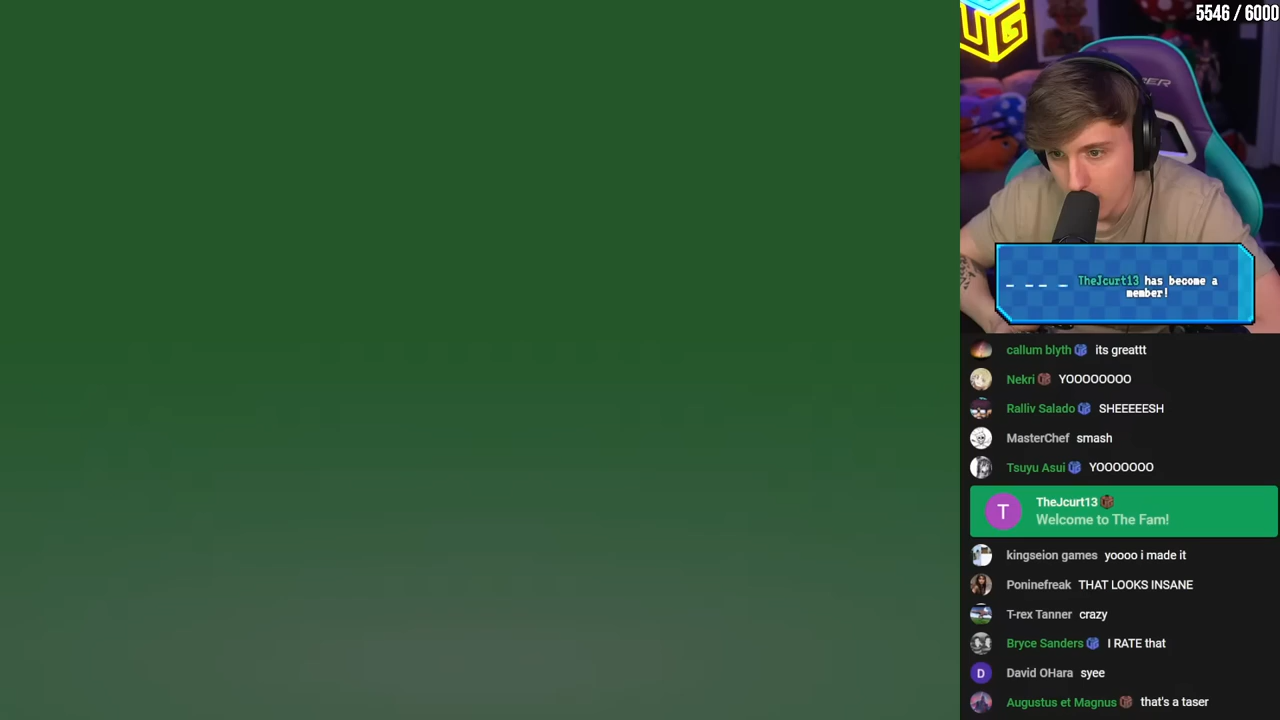 5546 / 6000
UG
TheJcurt13 has become a
member!
callum blyth its greattt
Nekri YOOOOOOOO
Ralliv Salado SHEEEEESH
MasterChef smash
Tsuyu Asui YOOOOOOO
T
TheJcurt13
Welcome to The Fam!
kingseion games yoooo i made it
Poninefreak THAT LOOKS INSANE
T-rex Tanner crazy
Bryce Sanders I RATE that
D
David OHara syee
Augustus et Magnus that's a taser